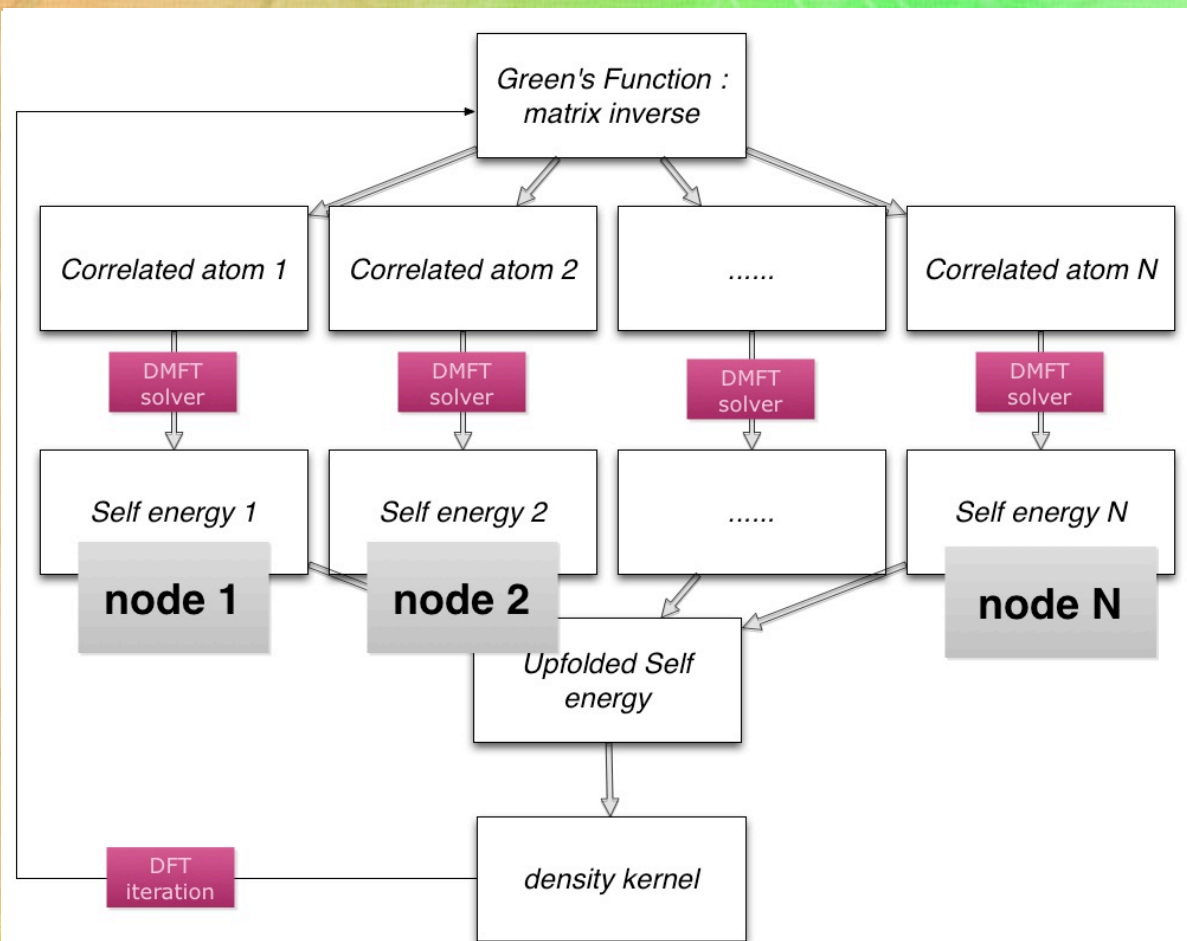 Green's Function :
matrix inverse
Correlated atom 1
Correlated atom 2
......
Correlated atom N
DMFT
solver
DMFT
solver
DMFT
solver
DMFT
solver
Self energy 1
Self energy 2
......
Self energy N
node 1
node 2
node N
Upfolded Self
energy
DFT
iteration
density kernel